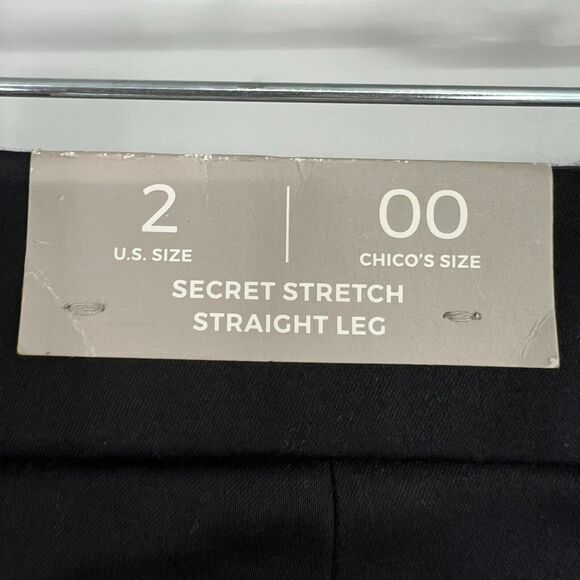 2 00
U.S. SIZE CHICO'S SIZE
SECRET STRETCH
STRAIGHT LEG